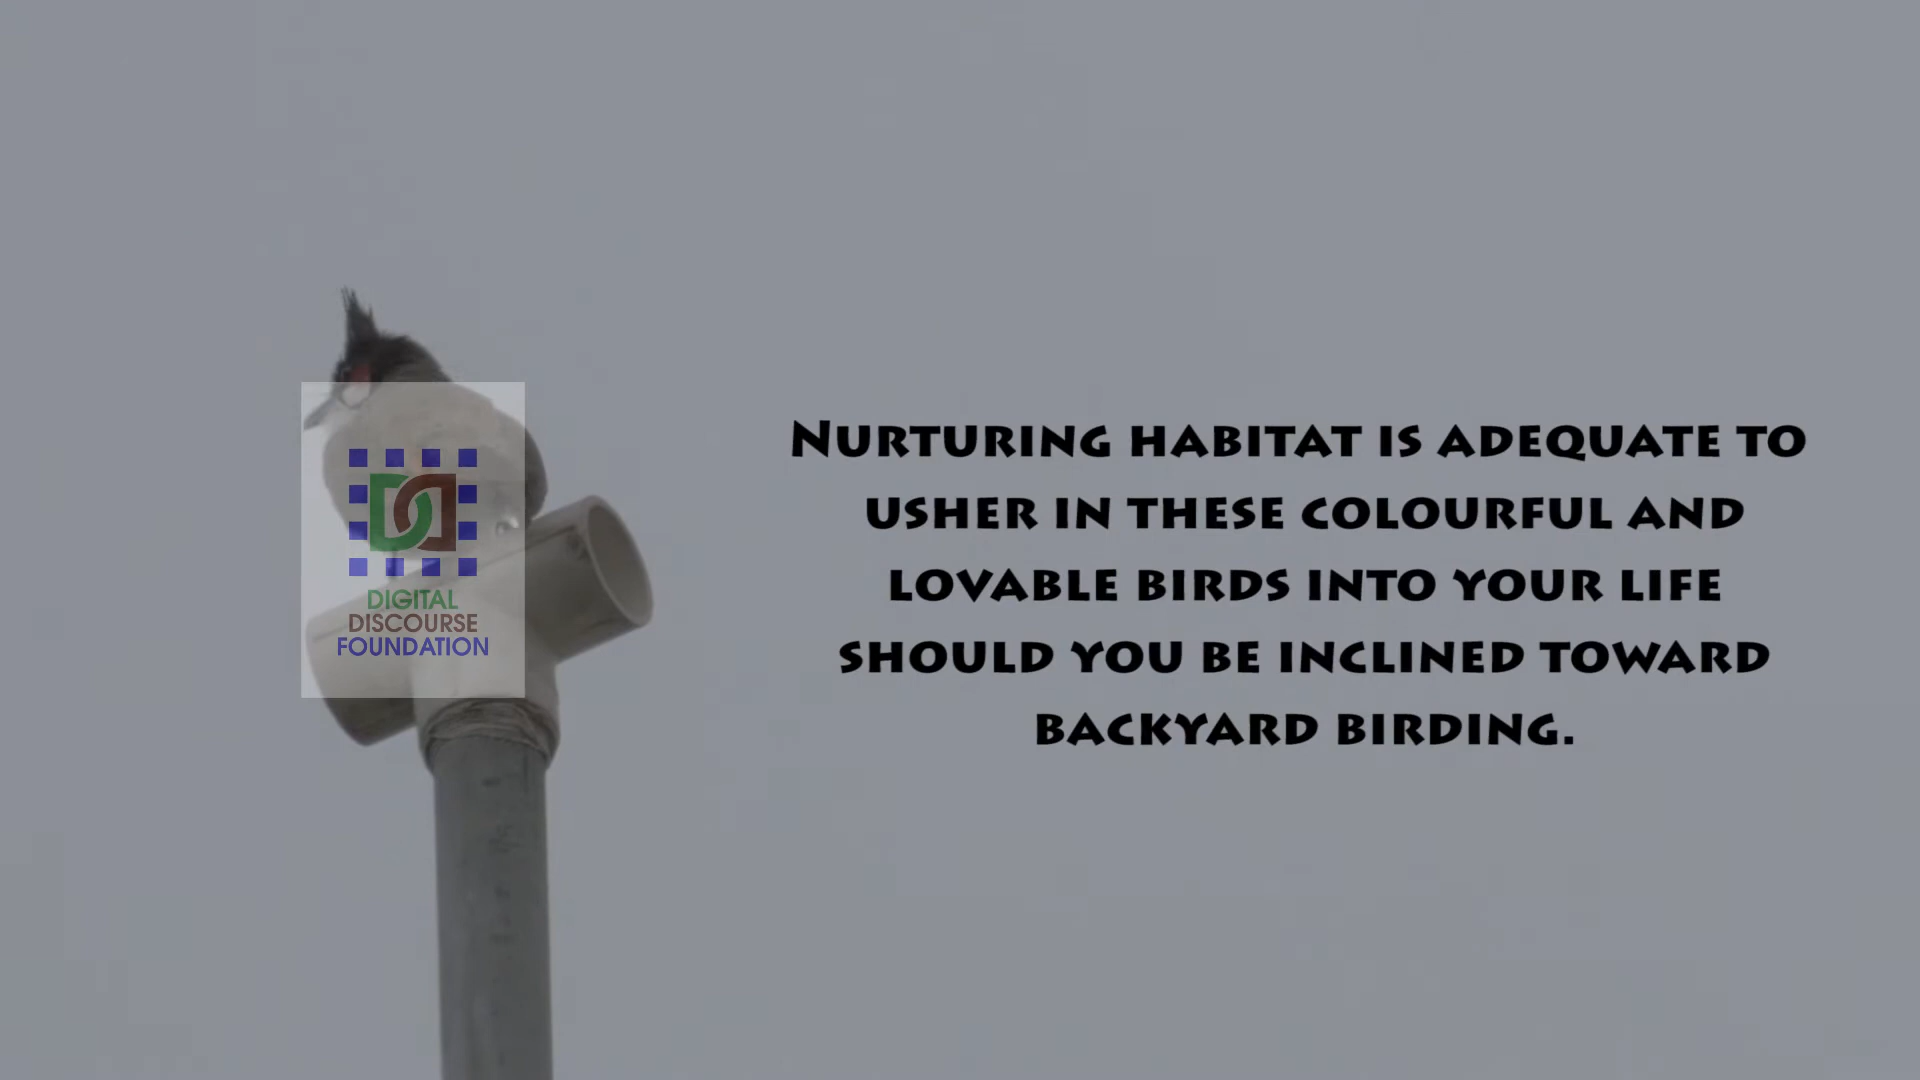 DIGITAL
DISCOURSE
FOUNDATION
Nurturing habitat is adequate to
usher in these colourful and
lovable birds into your life
should you be inclined toward
backyard birding.